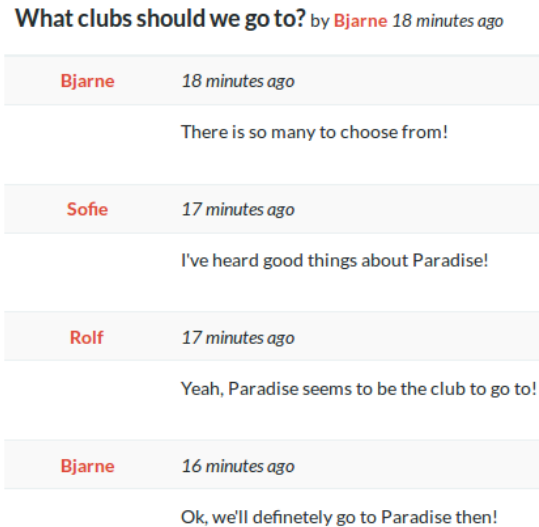 What clubs should we go to? by Bjarne 18 minutes ago
Bjarne 18 minutes ago
There is so many to choose from!
Sofie 17 minutes ago
I've heard good things about Paradise!
Rolf 17 minutes ago
Yeah, Paradise seems to be the club to go to!
Bjarne 16 minutes ago
Ok, we'll definetely go to Paradise then!